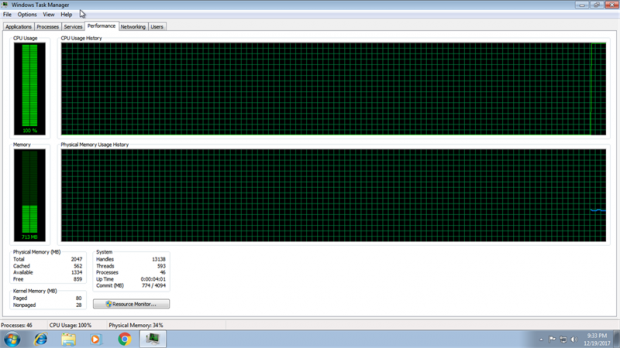 Windows Task Manager
File Options View Help
Applications Processes Services Performance Networking Users
CPU Usage
CPU Usage History
100 %
Memory
Physical Memory Usage History
713 MB
Physical Memory (MB)
Total 2047
Cached 562
Available 1334
Free 859
Kernel Memory (MB)
Paged 80
Nonpaged 28
System
Handles 13138
Threads 593
Processes 46
Up Time 0:00:04:01
Commit (MB) 774 / 4094
Resource Monitor...
Processes: 46 CPU Usage: 100% Physical Memory: 34%
9:33 PM
12/19/2017